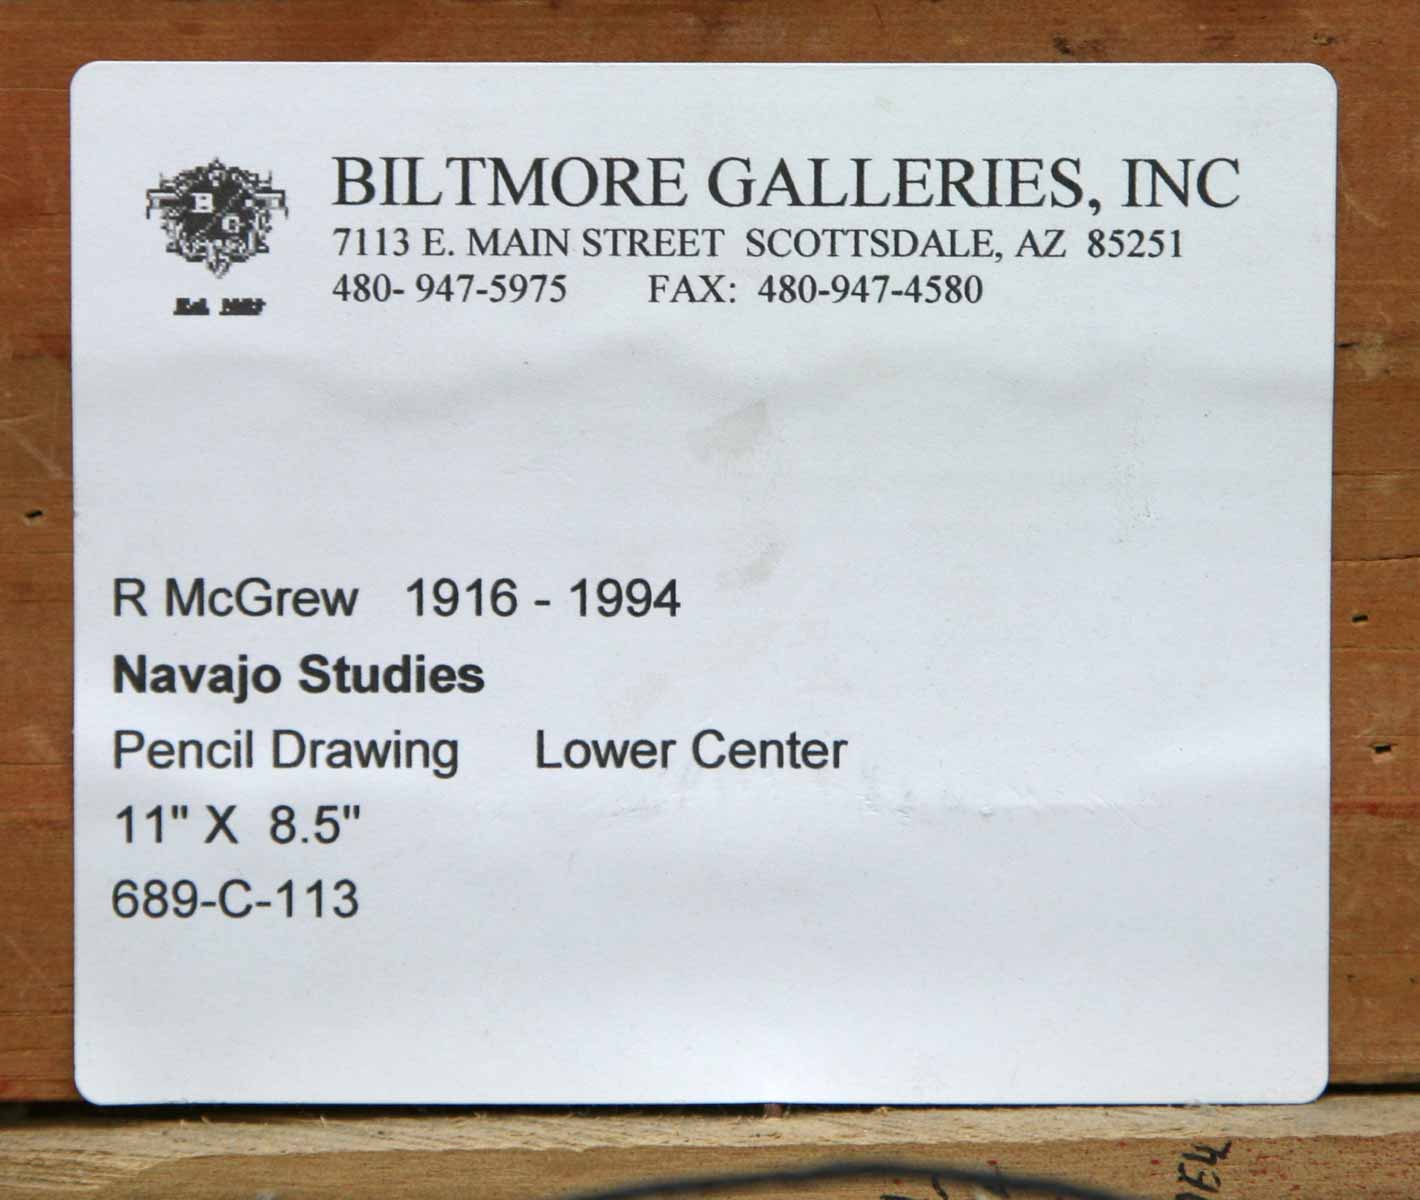 BILTMORE GALLERIES, INC
7113 E. MAIN STREET SCOTTSDALE, AZ 85251
480- 947-5975 FAX: 480-947-4580
B
G
Est.
R McGrew 1916 - 1994
Navajo Studies
Pencil Drawing Lower Center
11" X 8.5"
689-C-113